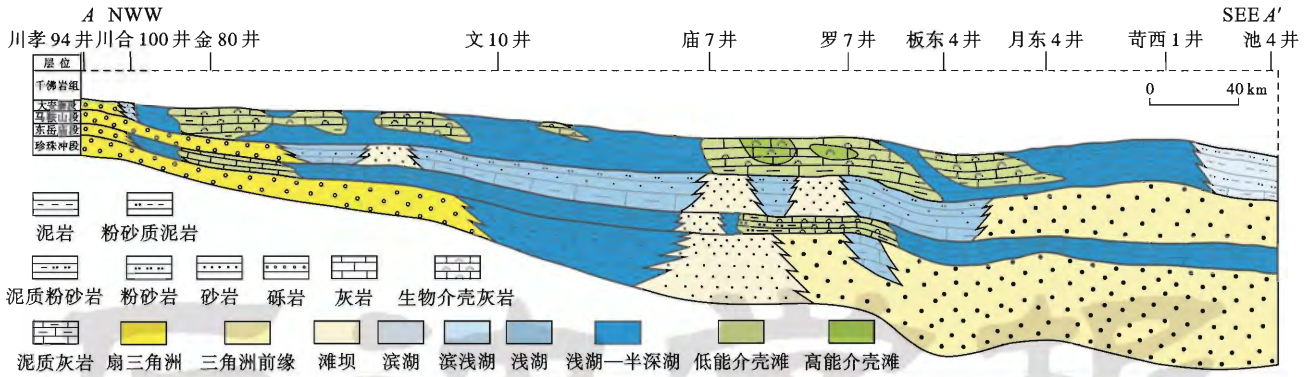 A NWW
SEE A′
川孝94井 川合100井 金80井 文10井 庙7井 罗7井 板东4井 月东4井 苛西1井 池4井
层位
千佛岩组
大安寨段
马鞍山段
东岳庙段
珍珠冲段
0 40 km
泥岩 粉砂质泥岩
泥质粉砂岩 粉砂岩 砂岩 砾岩 灰岩 生物介壳灰岩
泥质灰岩 扇三角洲 三角洲前缘 滩坝 滨湖 滨浅湖 浅湖 浅湖—半深湖 低能介壳滩 高能介壳滩